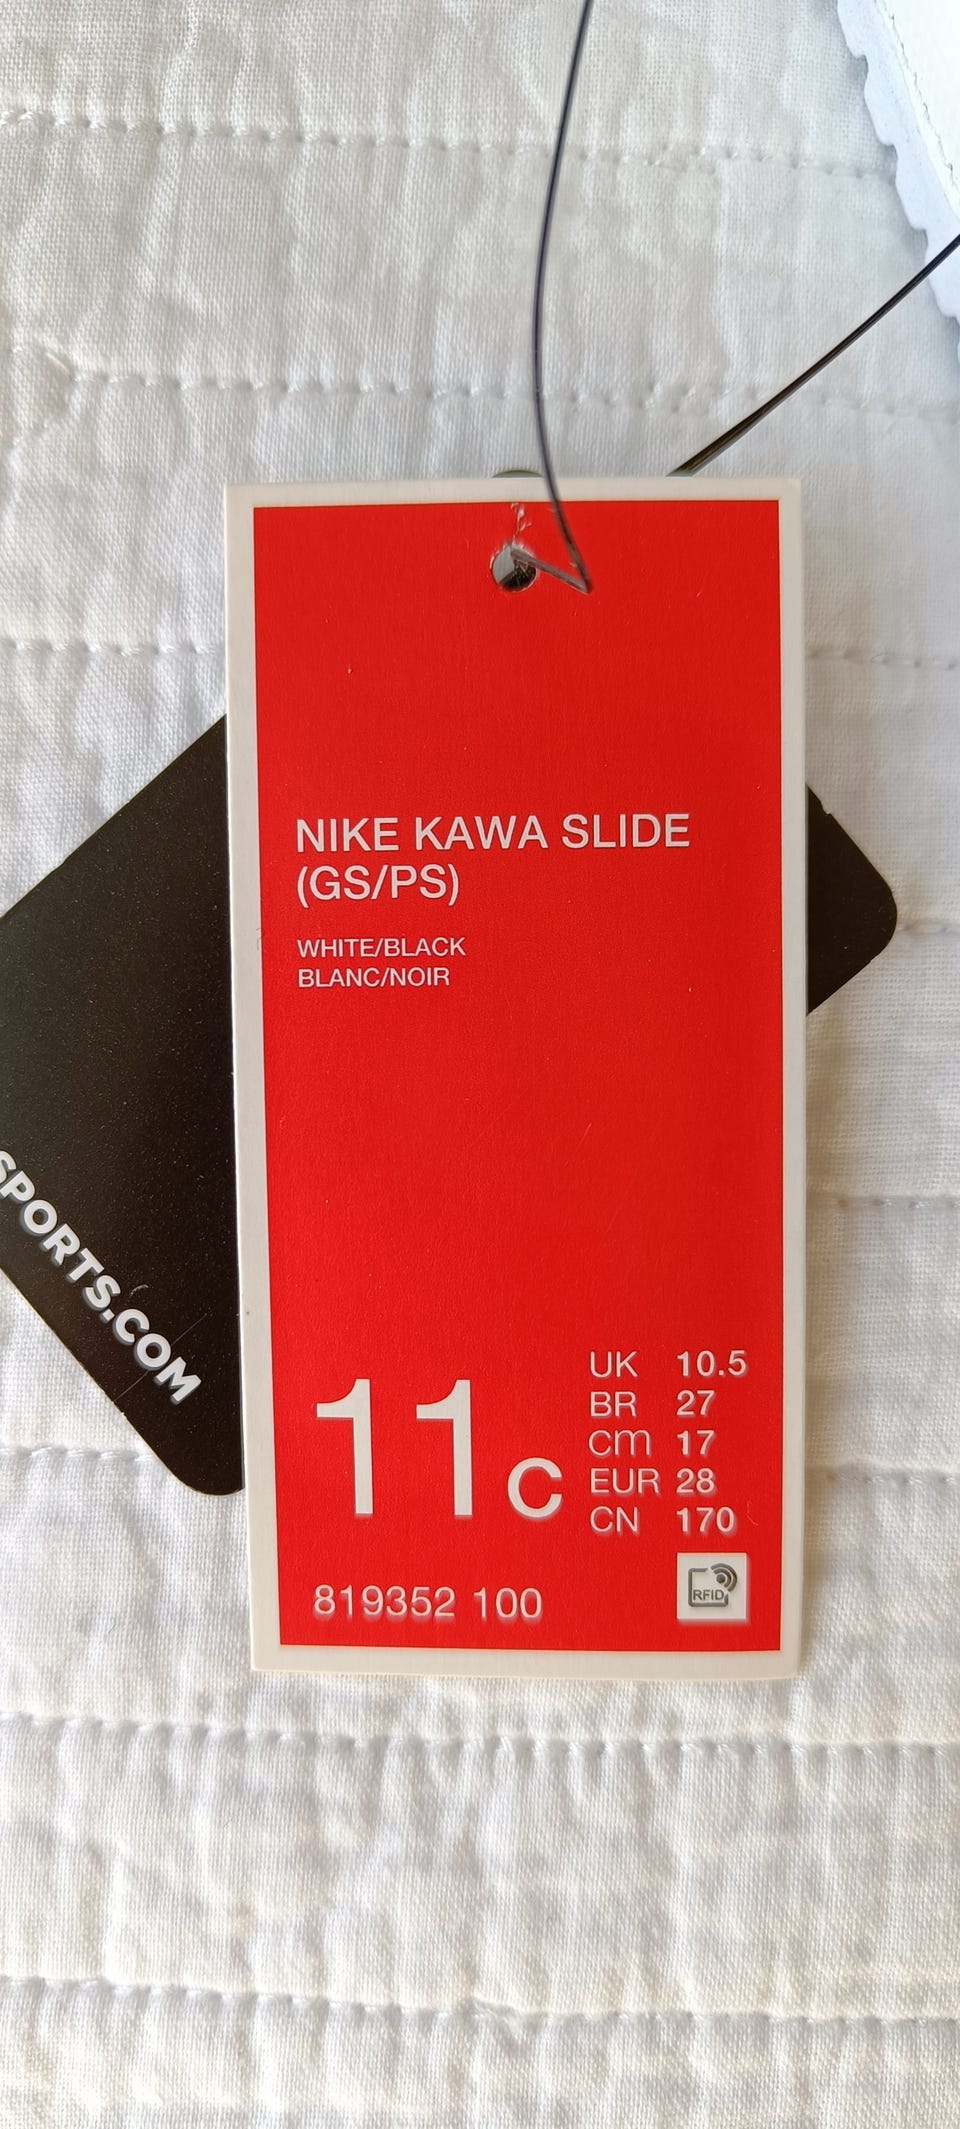 NIKE KAWA SLIDE
(GS/PS)
WHITE/BLACK
BLANC/NOIR
11c
UK 10.5
BR 27
cm 17
EUR 28
CN 170
819352 100
RFID
SPORTS.COM